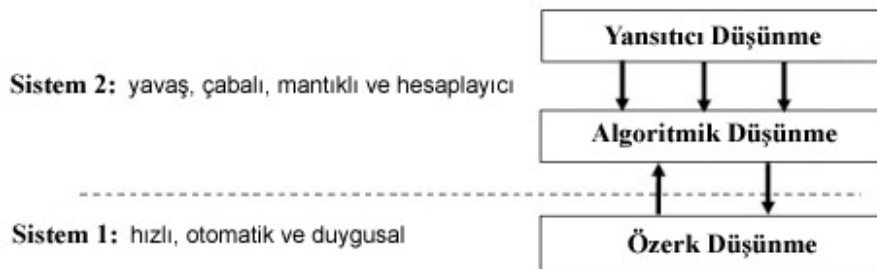 Yansıtıcı Düşünme
Sistem 2: yavaş, çabalı, mantıklı ve hesaplayıcı
Algoritmik Düşünme
Sistem 1: hızlı, otomatik ve duygusal
Özerk Düşünme